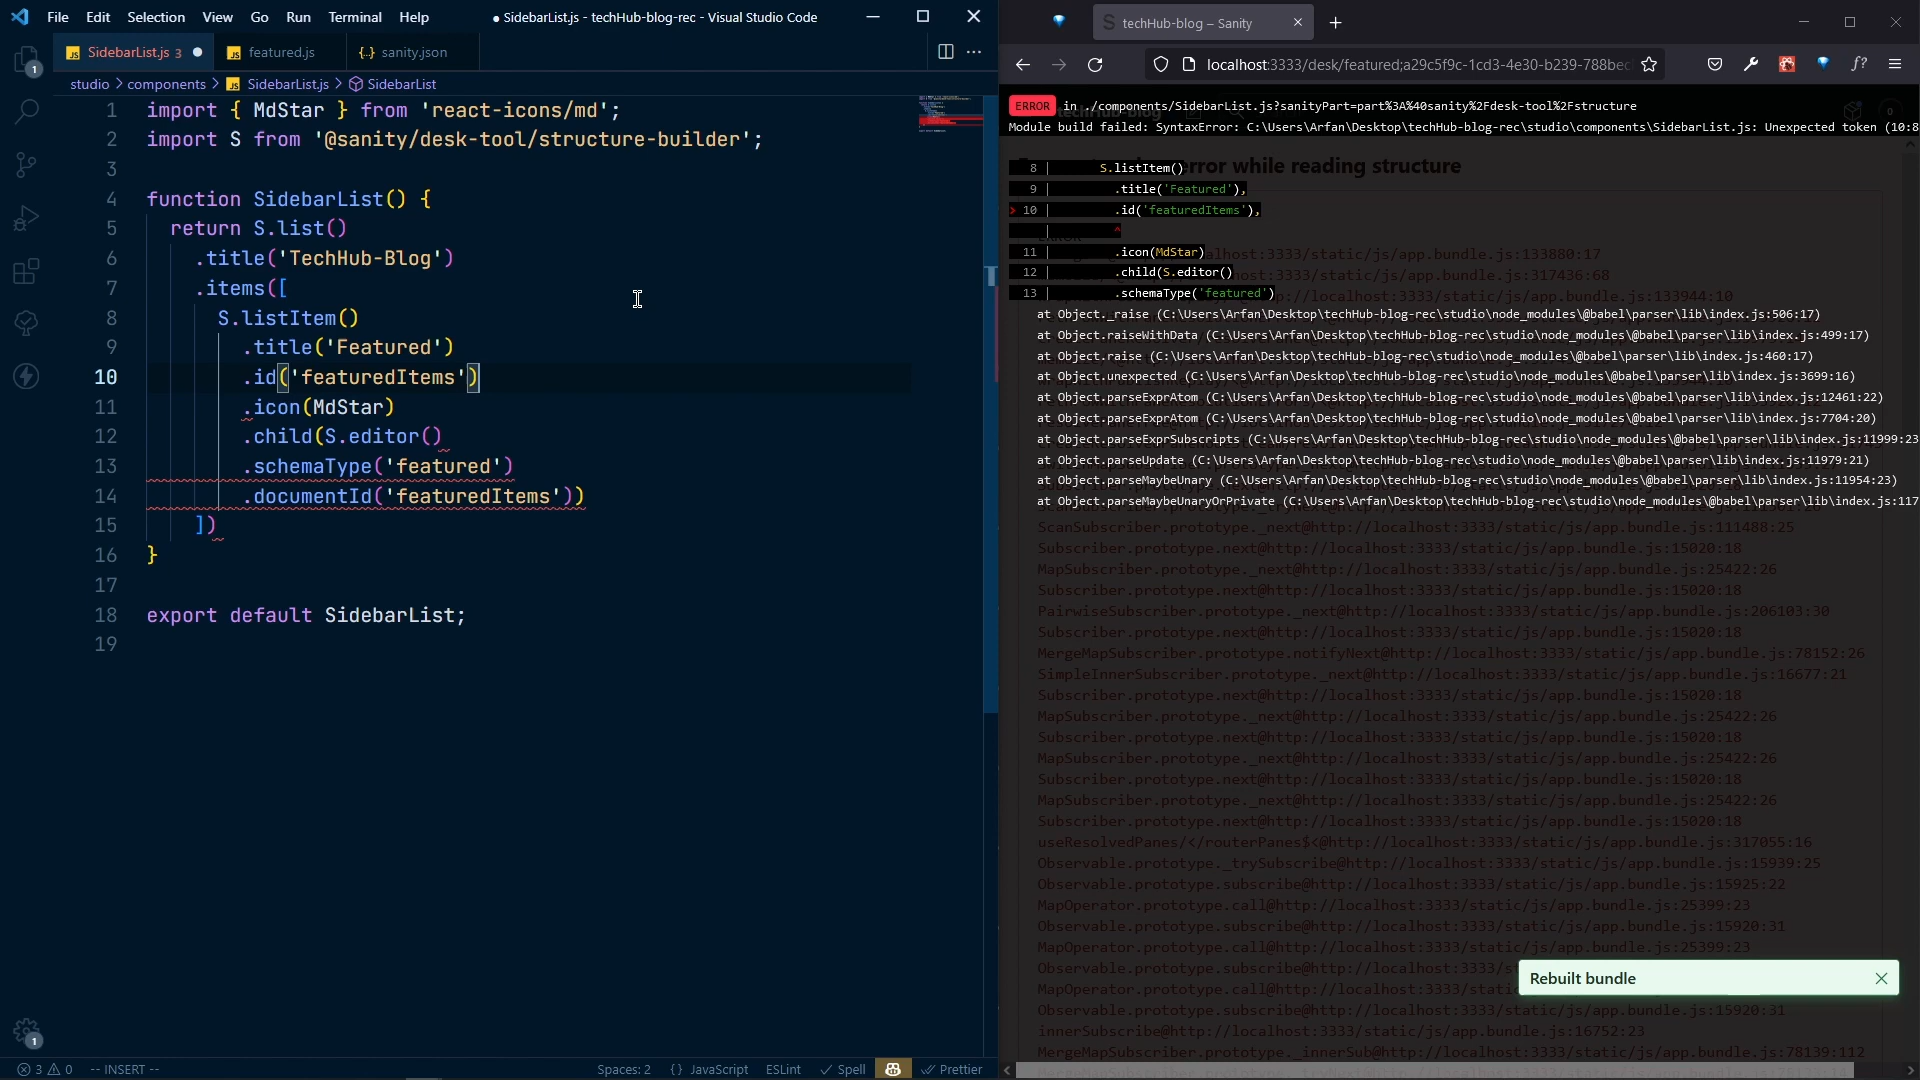 File Edit Selection View Go Run Terminal Help
● SidebarList.js - techHub-blog-rec - Visual Studio Code
SidebarList.js 3
featured.js
sanity.json
studio > components > SidebarList.js > SidebarList
1 import { MdStar } from 'react-icons/md';
2 import S from '@sanity/desk-tool/structure-builder';
3
4 function SidebarList() {
5 return S.list()
6 .title('TechHub-Blog')
7 .items([
8 S.listItem()
9 .title('Featured')
10 .id('featuredItems')
11 .icon(MdStar)
12 .child(S.editor()
13 .schemaType('featured')
14 .documentId('featuredItems'))
15 ])
16 }
17
18 export default SidebarList;
19
1
1
3 0 -- INSERT --
Spaces: 2 {} JavaScript ESLint Spell Prettier
techHub-blog – Sanity
localhost:3333/desk/featured;a29c5f9c-1cd3-4e30-b239-788bec
ERROR in ./components/SidebarList.js?sanityPart=part%3A%40sanity%2Fdesk-tool%2Fstructure
Module build failed: SyntaxError: C:\Users\Arfan\Desktop\techHub-blog-rec\studio\components\SidebarList.js: Unexpected token (10:8
error while reading structure
8 | S.listItem()
9 | .title('Featured'),
> 10 | .id('featuredItems'),
| ^
11 | .icon(MdStar)
12 | .child(S.editor()
13 | .schemaType('featured')
at Object._raise (C:\Users\Arfan\Desktop\techHub-blog-rec\studio\node_modules\@babel\parser\lib\index.js:506:17)
at Object.raiseWithData (C:\Users\Arfan\Desktop\techHub-blog-rec\studio\node_modules\@babel\parser\lib\index.js:499:17)
at Object.raise (C:\Users\Arfan\Desktop\techHub-blog-rec\studio\node_modules\@babel\parser\lib\index.js:460:17)
at Object.unexpected (C:\Users\Arfan\Desktop\techHub-blog-rec\studio\node_modules\@babel\parser\lib\index.js:3699:16)
at Object.parseExprAtom (C:\Users\Arfan\Desktop\techHub-blog-rec\studio\node_modules\@babel\parser\lib\index.js:12461:22)
at Object.parseExprAtom (C:\Users\Arfan\Desktop\techHub-blog-rec\studio\node_modules\@babel\parser\lib\index.js:7704:20)
at Object.parseExprSubscripts (C:\Users\Arfan\Desktop\techHub-blog-rec\studio\node_modules\@babel\parser\lib\index.js:11999:23
at Object.parseUpdate (C:\Users\Arfan\Desktop\techHub-blog-rec\studio\node_modules\@babel\parser\lib\index.js:11979:21)
at Object.parseMaybeUnary (C:\Users\Arfan\Desktop\techHub-blog-rec\studio\node_modules\@babel\parser\lib\index.js:11954:23)
at Object.parseMaybeUnaryOrPrivate (C:\Users\Arfan\Desktop\techHub-blog-rec\studio\node_modules\@babel\parser\lib\index.js:117
ScanSubscriber.prototype._next@http://localhost:3333/static/js/app.bundle.js:111488:25
Subscriber.prototype.next@http://localhost:3333/static/js/app.bundle.js:15020:18
MapSubscriber.prototype._next@http://localhost:3333/static/js/app.bundle.js:25422:26
Subscriber.prototype.next@http://localhost:3333/static/js/app.bundle.js:15020:18
PairwiseSubscriber.prototype._next@http://localhost:3333/static/js/app.bundle.js:206103:30
Subscriber.prototype.next@http://localhost:3333/static/js/app.bundle.js:15020:18
MergeMapSubscriber.prototype.notifyNext@http://localhost:3333/static/js/app.bundle.js:78152:26
SimpleInnerSubscriber.prototype._next@http://localhost:3333/static/js/app.bundle.js:16677:21
Subscriber.prototype.next@http://localhost:3333/static/js/app.bundle.js:15020:18
MapSubscriber.prototype._next@http://localhost:3333/static/js/app.bundle.js:25422:26
Subscriber.prototype.next@http://localhost:3333/static/js/app.bundle.js:15020:18
MapSubscriber.prototype._next@http://localhost:3333/static/js/app.bundle.js:25422:26
Subscriber.prototype.next@http://localhost:3333/static/js/app.bundle.js:15020:18
MapSubscriber.prototype._next@http://localhost:3333/static/js/app.bundle.js:25422:26
Subscriber.prototype.next@http://localhost:3333/static/js/app.bundle.js:15020:18
useResolvedPanes/</routerPanes$<@http://localhost:3333/static/js/app.bundle.js:317055:16
Observable.prototype._trySubscribe@http://localhost:3333/static/js/app.bundle.js:15939:25
Observable.prototype.subscribe@http://localhost:3333/static/js/app.bundle.js:15925:22
MapOperator.prototype.call@http://localhost:3333/static/js/app.bundle.js:25399:23
Observable.prototype.subscribe@http://localhost:3333/static/js/app.bundle.js:15920:31
MapOperator.prototype.call@http://localhost:3333/static/js/app.bundle.js:25399:23
Observable.prototype.subscribe@http://localhost:3333/s
MapOperator.prototype.call@http://localhost:3333/stati
Observable.prototype.subscribe@http://localhost:3333/static/js/app.bundle.js:15920:31
innerSubscribe@http://localhost:3333/static/js/app.bundle.js:16752:23
MergeMapSubscriber.prototype._innerSub@http://localhost:3333/static/js/app.bundle.js:78139:112
Rebuilt bundle